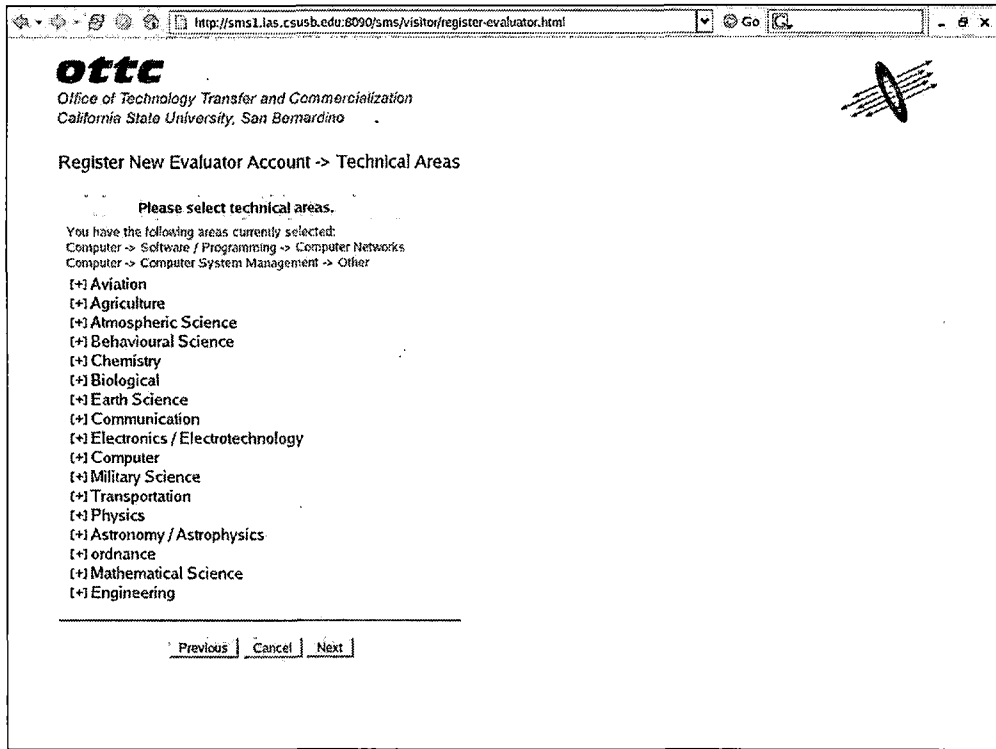 http://sms1.ias.csusb.edu:8090/sms/visitor/register-evaluator.html Go G
ottc
Office of Technology Transfer and Commercialization
California State University, San Bernardino
Register New Evaluator Account -> Technical Areas
Please select technical areas.
You have the following areas currently selected:
Computer -> Software / Programming -> Computer Networks
Computer -> Computer System Management -> Other
[+] Aviation
[+] Agriculture
[+] Atmospheric Science
[+] Behavioural Science
[+] Chemistry
[+] Biological
[+] Earth Science
[+] Communication
[+] Electronics / Electrotechnology
[+] Computer
[+] Military Science
[+] Transportation
[+] Physics
[+] Astronomy / Astrophysics
[+] ordnance
[+] Mathematical Science
[+] Engineering
Previous Cancel Next